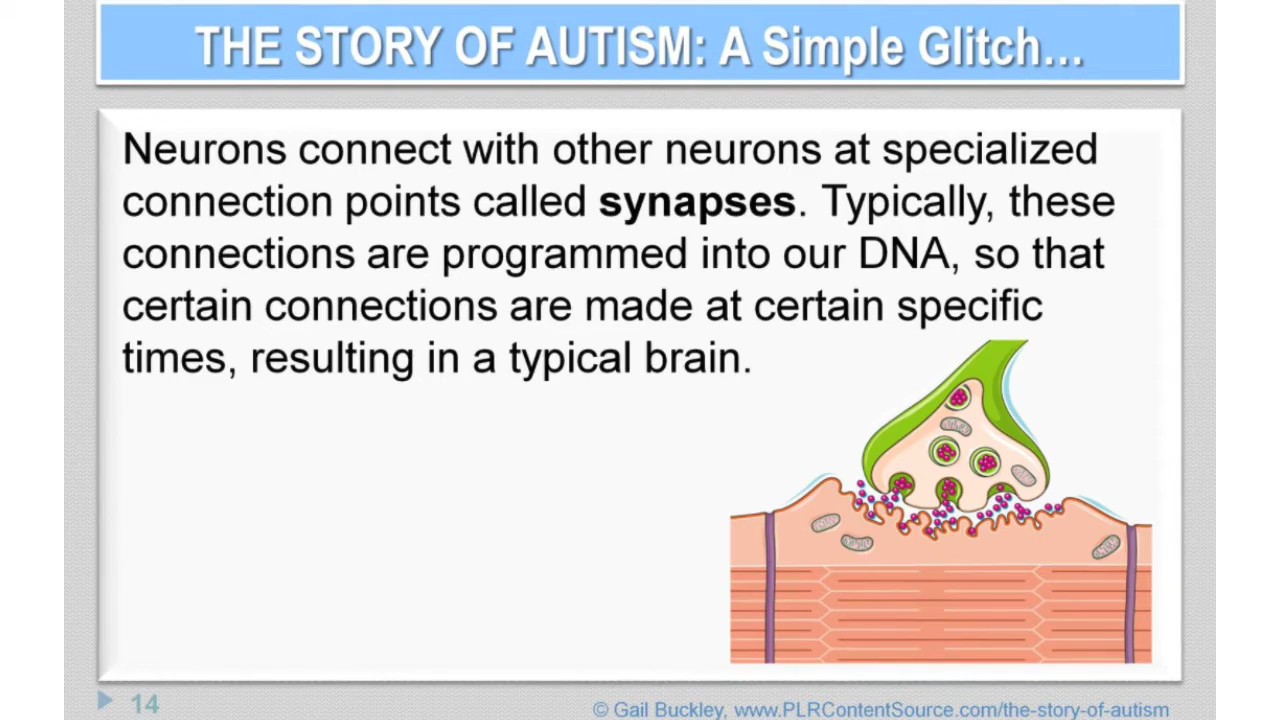 THE STORY OF AUTISM: A Simple Glitch...
Neurons connect with other neurons at specialized
connection points called synapses. Typically, these
connections are programmed into our DNA, so that
certain connections are made at certain specific
times, resulting in a typical brain.
14
© Gail Buckley, www.PLRContentSource.com/the-story-of-autism